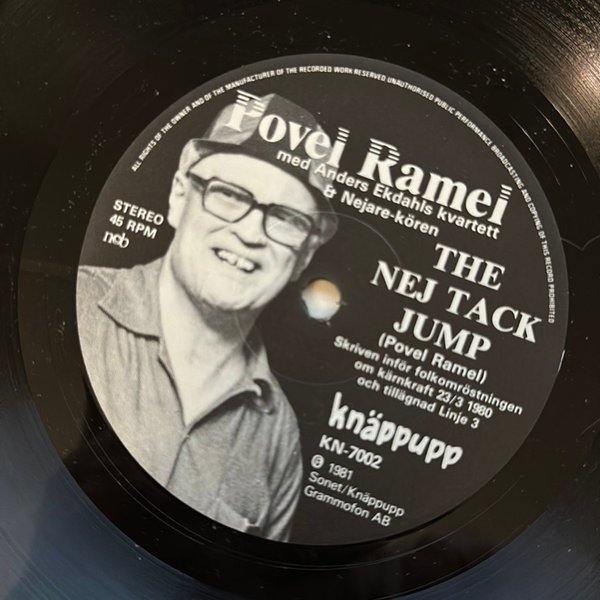 ALL RIGHTS OF THE OWNER AND OF THE MANUFACTURER OF THE RECORDED WORK RESERVED UNAUTHORISED PUBLIC PERFORMANCE BROADCASTING AND COPYING OF THIS RECORD PROHIBITED
Povel Ramel
med Anders Ekdahls kvartett
& Nejare-kören
STEREO
45 RPM
ncb
THE
NEJ TACK
JUMP
(Povel Ramel)
Skriven inför folkomröstningen
om kärnkraft 23/3 1980
och tillägnad Linje 3
knäppupp
KN-7002
℗ 1981
Sonet/Knäppupp
Grammofon AB